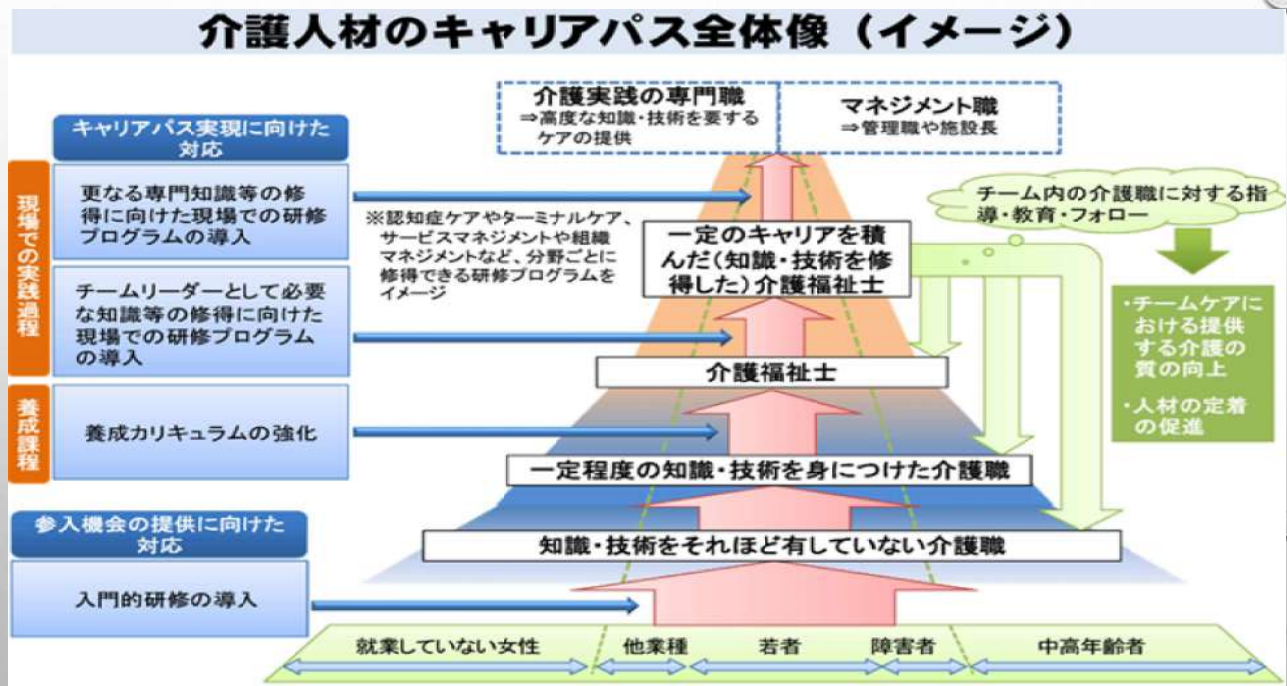 介護人材のキャリアパス全体像（イメージ）
介護実践の専門職
⇒高度な知識・技術を要する
ケアの提供
マネジメント職
⇒管理職や施設長
キャリアパス実現に向けた
対応
現場での実践過程
更なる専門知識等の修
得に向けた現場での研修
プログラムの導入
※認知症ケアやターミナルケア、
サービスマネジメントや組織
マネジメントなど、分野ごとに
修得できる研修プログラムを
イメージ
チームリーダーとして必要
な知識等の修得に向けた
現場での研修プログラム
の導入
養成課程
養成カリキュラムの強化
参入機会の提供に向けた
対応
入門的研修の導入
一定のキャリアを積
んだ（知識・技術を修
得した）介護福祉士
介護福祉士
一定程度の知識・技術を身につけた介護職
知識・技術をそれほど有していない介護職
チーム内の介護職に対する指
導・教育・フォロー
・チームケアに
おける提供
する介護の
質の向上
・人材の定着
の促進
就業していない女性
他業種
若者
障害者
中高年齢者